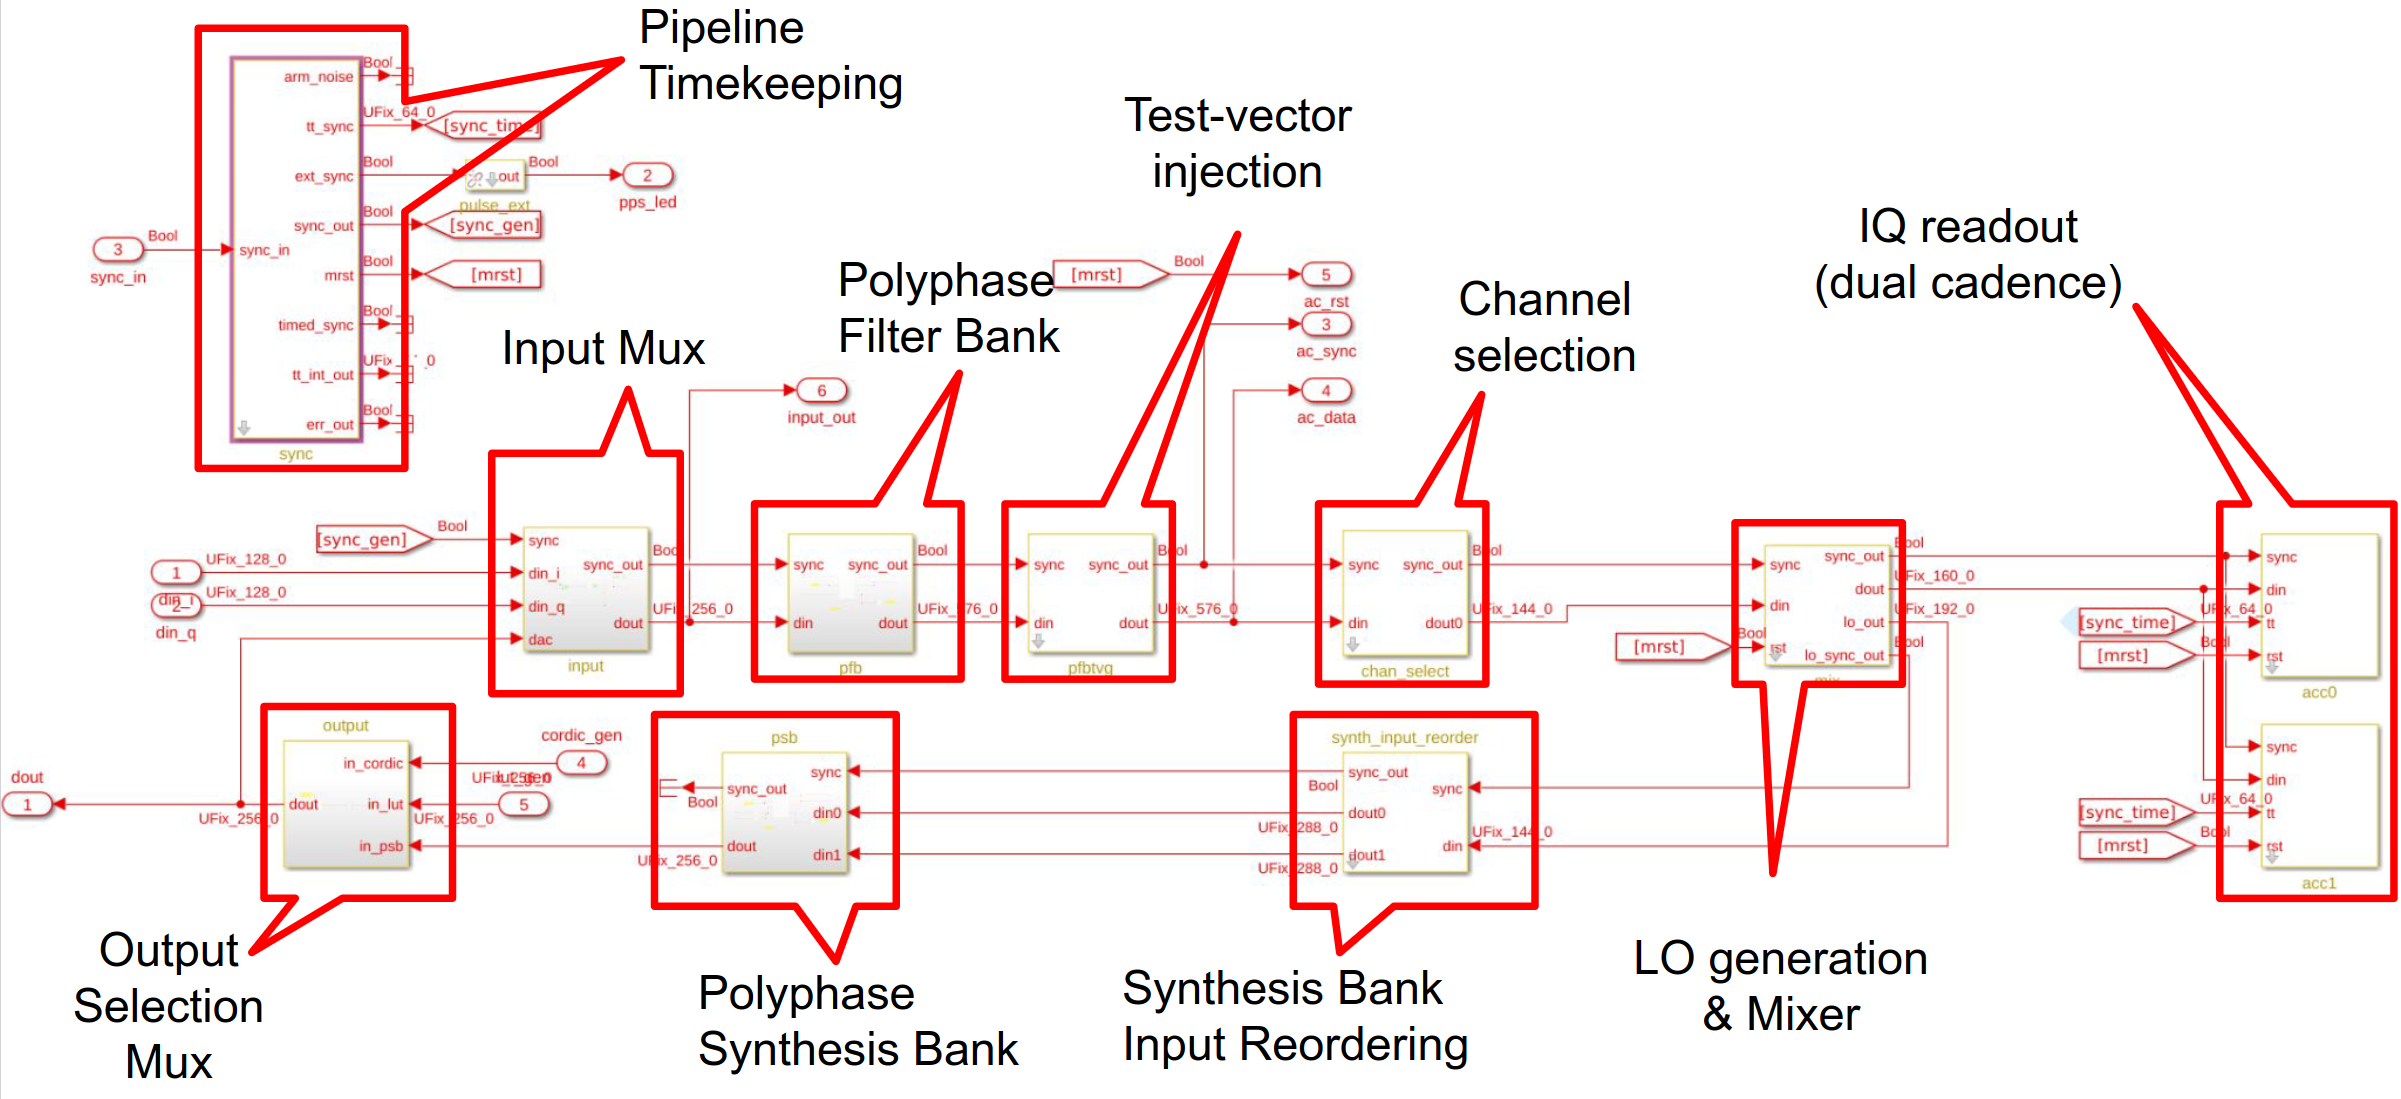 Pipeline
Timekeeping
Bool
arm_noise
UFix_64_0
tt_sync
[sync_time]
Bool
ext_sync
out
Bool
2
pps_led
pulse_ext
Bool
sync_out
[sync_gen]
3
Bool
sync_in
sync_in
Bool
mrst
[mrst]
Bool
timed_sync
tt_int_out
Bool
err_out
sync
Test-vector
injection
Polyphase
Filter Bank
[mrst]
Bool
5
ac_rst
3
ac_sync
4
ac_data
Channel
selection
IQ readout
(dual cadence)
Input Mux
6
input_out
[sync_gen]
Bool
1
UFix_128_0
din_i
2
UFix_128_0
din_q
sync
din_i
din_q
dac
sync_out
dout
input
UFix_256_0
sync
din
sync_out
dout
pfb
Bool
sync
din
sync_out
dout
pfbtvg
Bool
UFix_576_0
sync
din
sync_out
dout0
chan_select
Bool
UFix_144_0
[mrst]
Bool
sync
din
rst
sync_out
dout
lo_out
lo_sync_out
Bool
UFix_160_0
UFix_192_0
Bool
[sync_time]
UFix_64_0
[mrst]
Bool
sync
din
tt
rst
acc0
[sync_time]
UFix_64_0
[mrst]
Bool
sync
din
tt
rst
acc1
output
in_cordic
in_lut
in_psb
dout
dout
1
UFix_256_0
cordic_gen
4
5
UFix_256_0
psb
sync
din0
din1
sync_out
dout
Bool
UFix_256_0
synth_input_reorder
sync_out
dout0
dout1
sync
din
Bool
UFix_288_0
UFix_288_0
UFix_144_0
Output
Selection
Mux
Polyphase
Synthesis Bank
Synthesis Bank
Input Reordering
LO generation
& Mixer